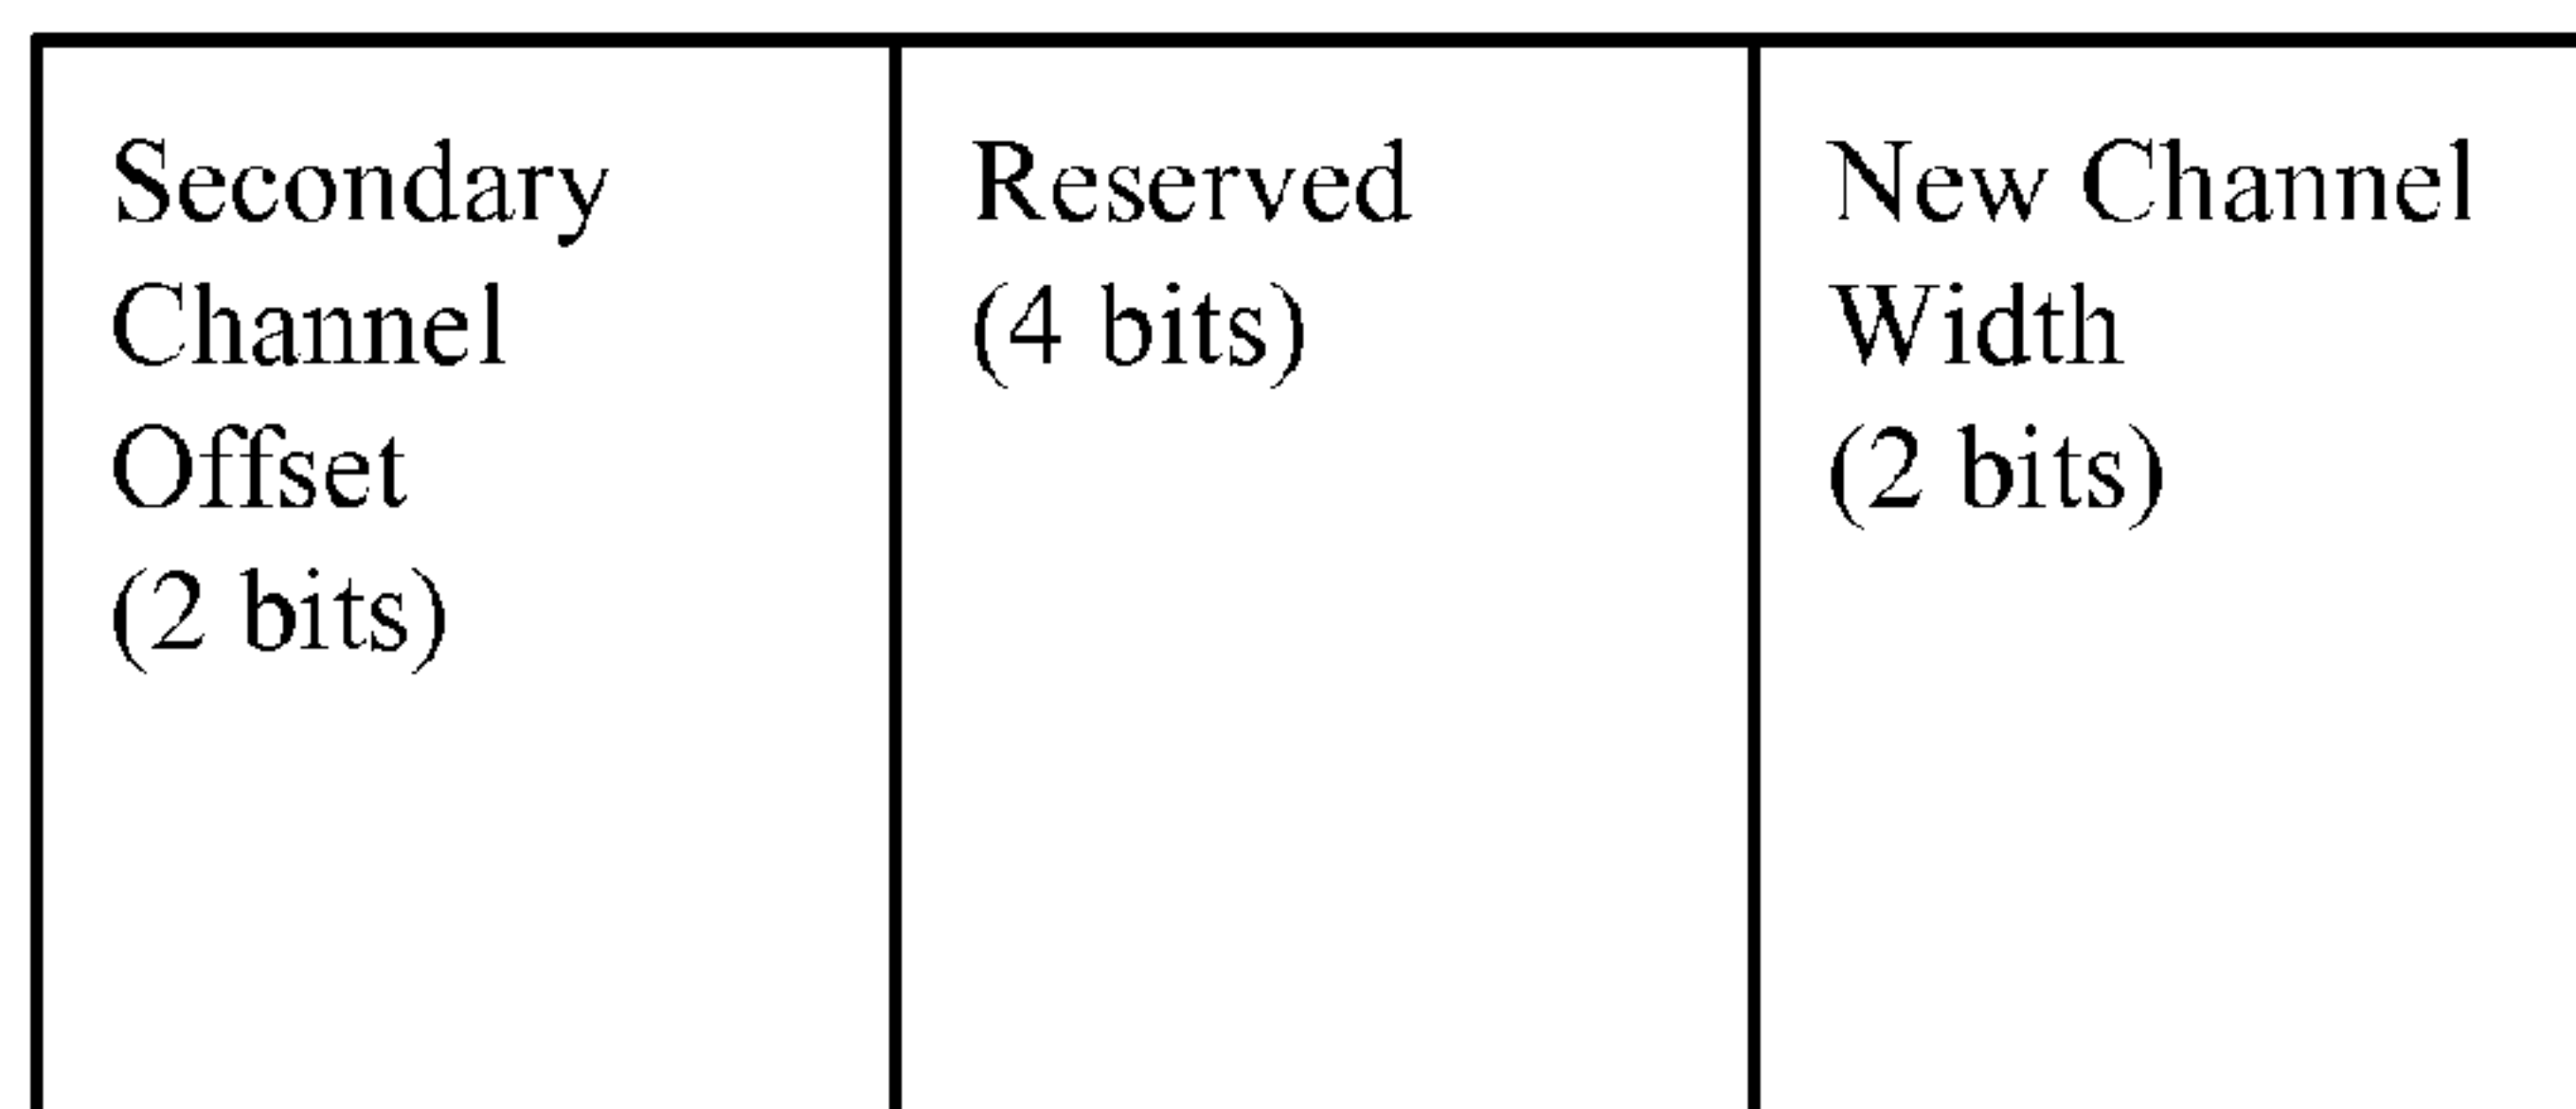 Secondary
Channel
Offset
(2 bits)
Reserved
(4 bits)
New Channel
Width
(2 bits)